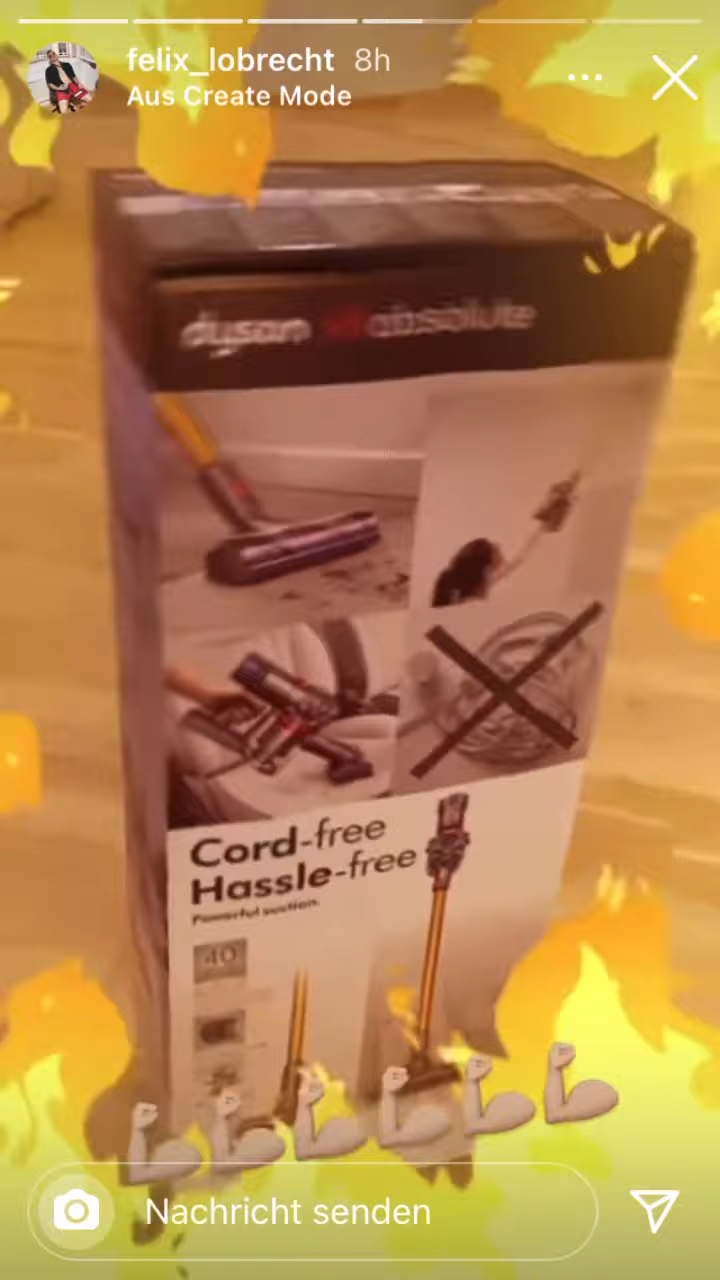 felix_lobrecht 8h
Aus Create Mode
dyson absolute
Cord-free
Hassle-free
Powerful suction.
40
Nachricht senden